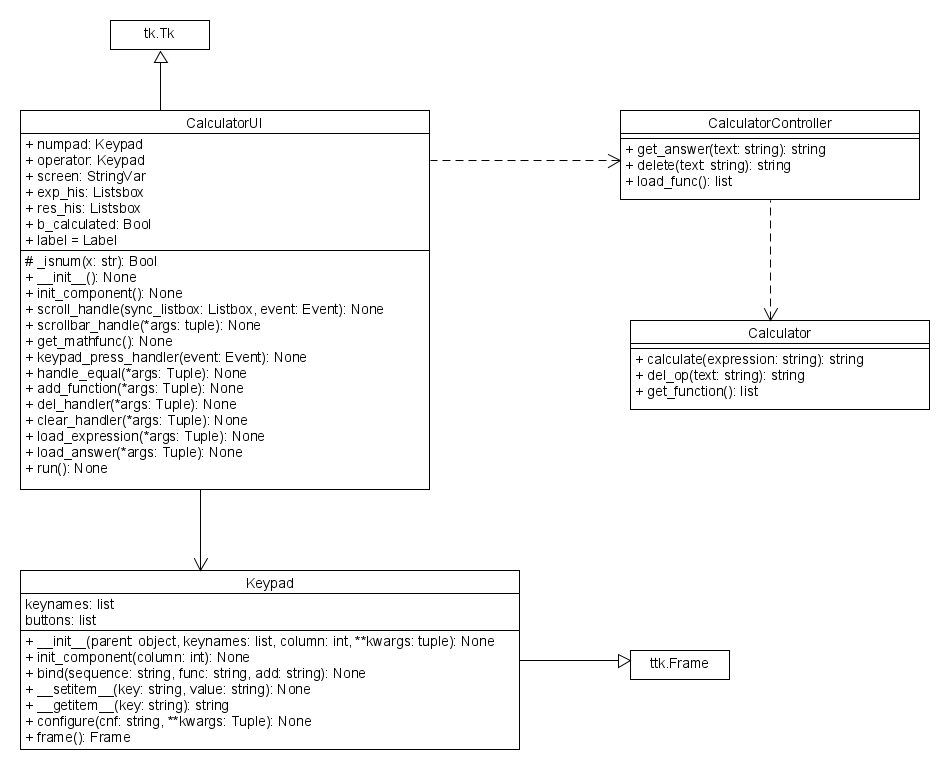 tk.Tk
CalculatorUI
+ numpad: Keypad
+ operator: Keypad
+ screen: StringVar
+ exp_his: Listsbox
+ res_his: Listsbox
+ b_calculated: Bool
+ label = Label
# _isnum(x: str): Bool
+ __init__(): None
+ init_component(): None
+ scroll_handle(sync_listbox: Listbox, event: Event): None
+ scrollbar_handle(*args: tuple): None
+ get_mathfunc(): None
+ keypad_press_handler(event: Event): None
+ handle_equal(*args: Tuple): None
+ add_function(*args: Tuple): None
+ del_handler(*args: Tuple): None
+ clear_handler(*args: Tuple): None
+ load_expression(*args: Tuple): None
+ load_answer(*args: Tuple): None
+ run(): None
CalculatorController
+ get_answer(text: string): string
+ delete(text: string): string
+ load_func(): list
Calculator
+ calculate(expression: string): string
+ del_op(text: string): string
+ get_function(): list
Keypad
keynames: list
buttons: list
+ __init__(parent: object, keynames: list, column: int, **kwargs: tuple): None
+ init_component(column: int): None
+ bind(sequence: string, func: string, add: string): None
+ __setitem__(key: string, value: string): None
+ __getitem__(key: string): string
+ configure(cnf: string, **kwargs: Tuple): None
+ frame(): Frame
ttk.Frame